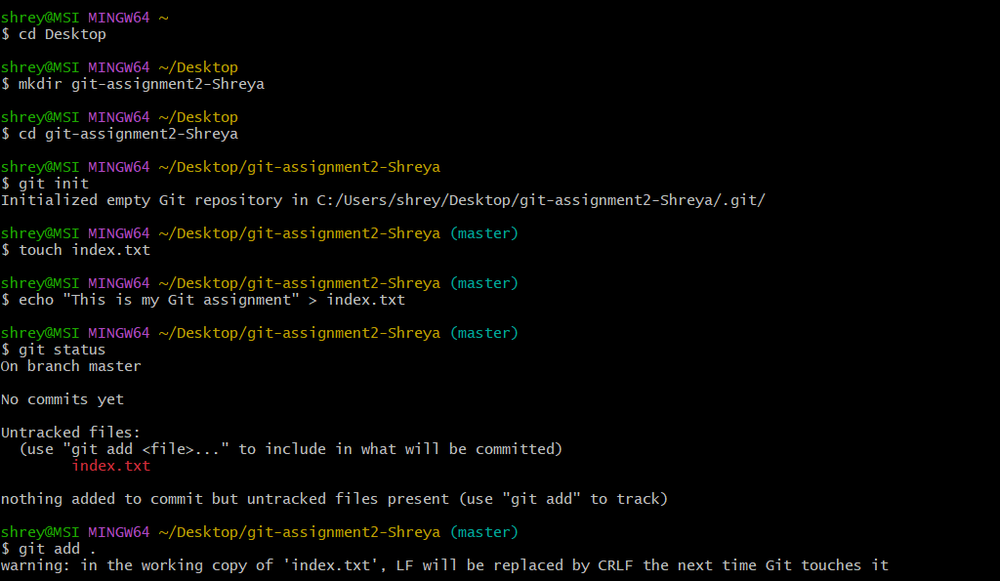 shrey@MSI MINGW64 ~
$ cd Desktop
shrey@MSI MINGW64 ~/Desktop
$ mkdir git-assignment2-Shreya
shrey@MSI MINGW64 ~/Desktop
$ cd git-assignment2-Shreya
shrey@MSI MINGW64 ~/Desktop/git-assignment2-Shreya
$ git init
Initialized empty Git repository in C:/Users/shrey/Desktop/git-assignment2-Shreya/.git/
shrey@MSI MINGW64 ~/Desktop/git-assignment2-Shreya (master)
$ touch index.txt
shrey@MSI MINGW64 ~/Desktop/git-assignment2-Shreya (master)
$ echo "This is my Git assignment" > index.txt
shrey@MSI MINGW64 ~/Desktop/git-assignment2-Shreya (master)
$ git status
On branch master
No commits yet
Untracked files:
  (use "git add <file>..." to include in what will be committed)
        index.txt
nothing added to commit but untracked files present (use "git add" to track)
shrey@MSI MINGW64 ~/Desktop/git-assignment2-Shreya (master)
$ git add .
warning: in the working copy of 'index.txt', LF will be replaced by CRLF the next time Git touches it